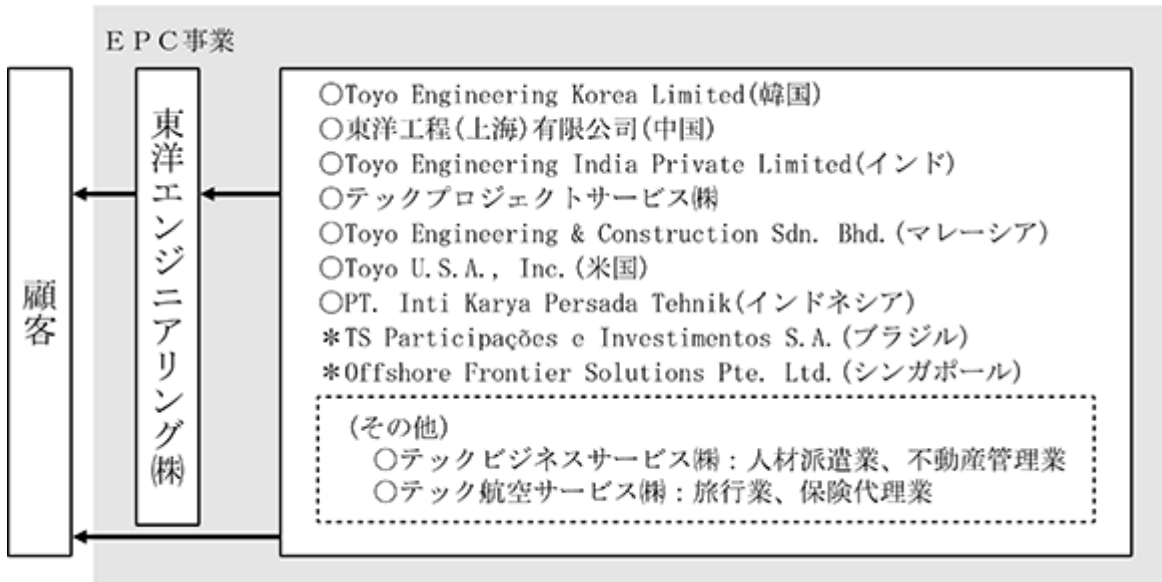 ＥＰＣ事業
顧客
東洋エンジニアリング㈱
○Toyo Engineering Korea Limited(韓国)
○東洋工程(上海)有限公司(中国)
○Toyo Engineering India Private Limited(インド)
○テックプロジェクトサービス㈱
○Toyo Engineering & Construction Sdn. Bhd.(マレーシア)
○Toyo U.S.A., Inc.(米国)
○PT. Inti Karya Persada Tehnik(インドネシア)
＊TS Participações e Investimentos S.A.(ブラジル)
＊Offshore Frontier Solutions Pte. Ltd.(シンガポール)
(その他)
○テックビジネスサービス㈱：人材派遣業、不動産管理業
○テック航空サービス㈱：旅行業、保険代理業